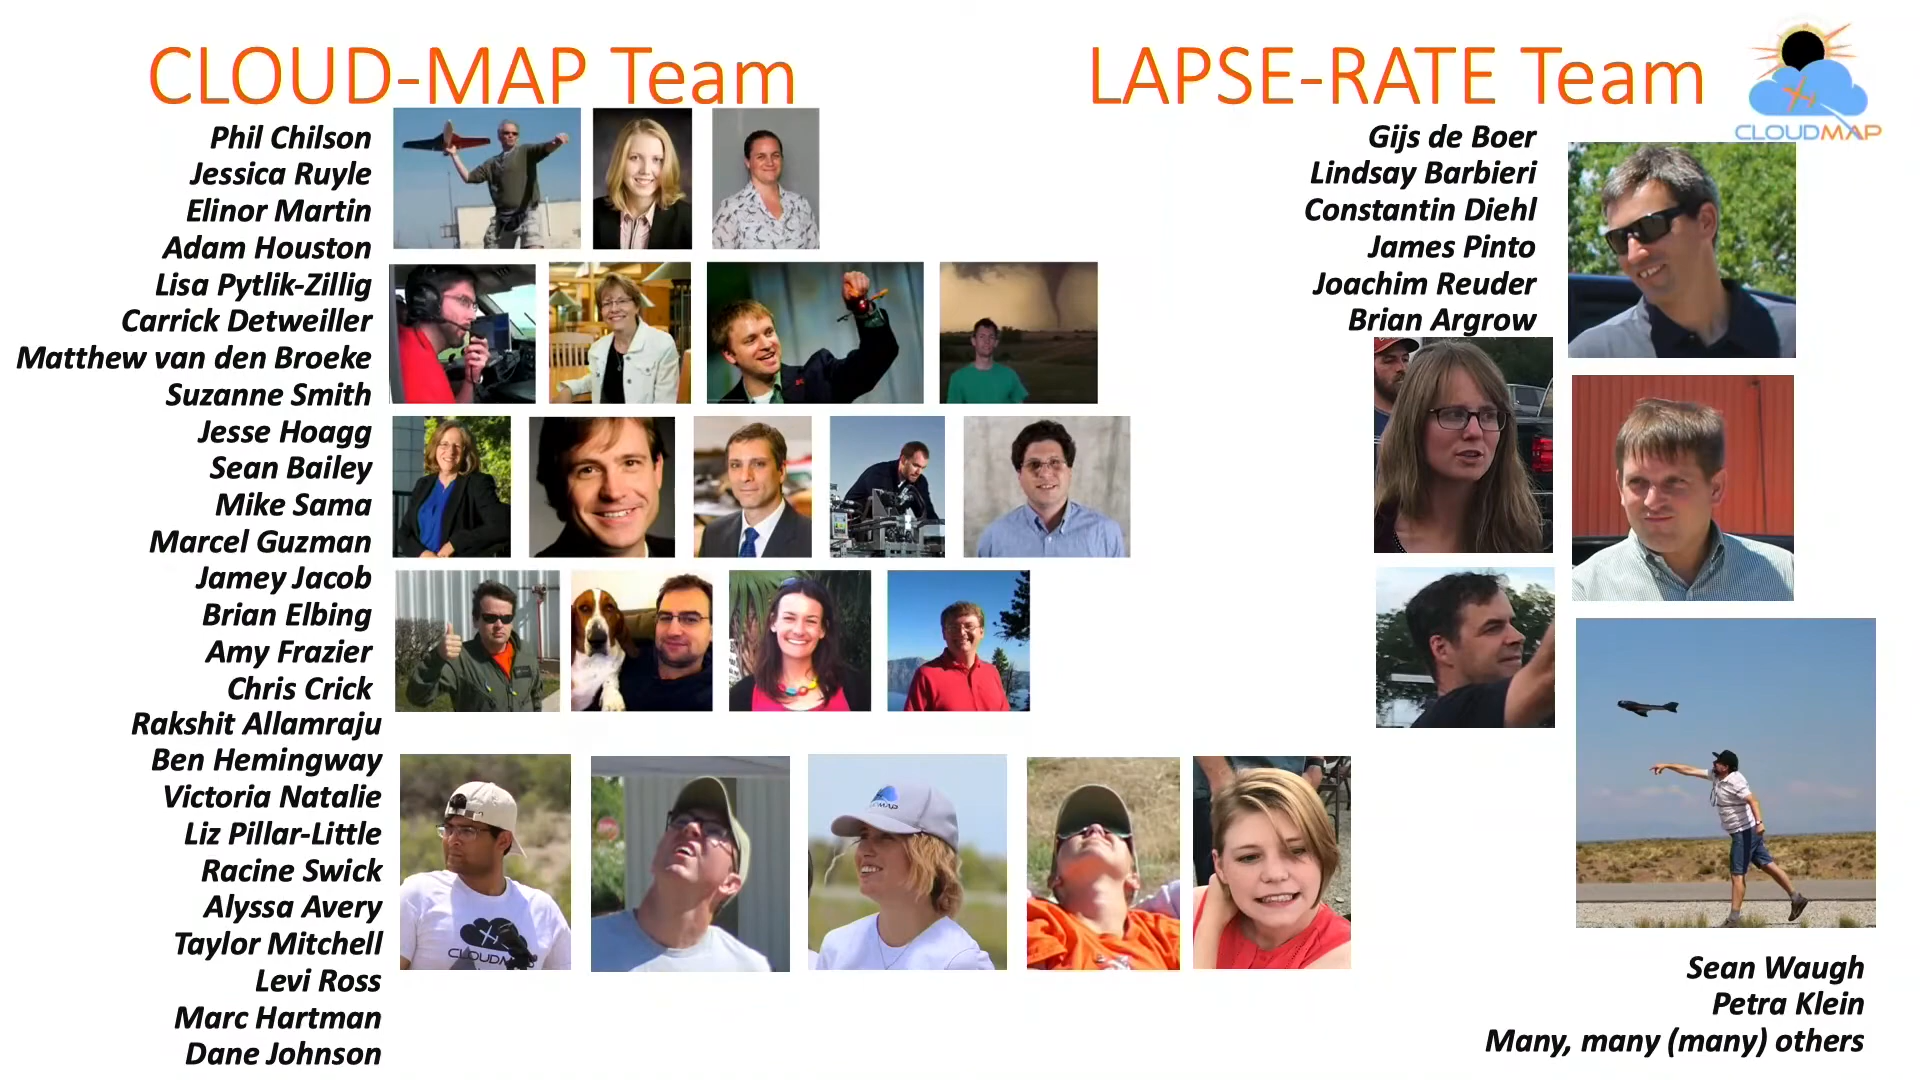 CLOUD-MAP Team
Phil Chilson
Jessica Ruyle
Elinor Martin
Adam Houston
Lisa Pytlik-Zillig
Carrick Detweiller
Matthew van den Broeke
Suzanne Smith
Jesse Hoagg
Sean Bailey
Mike Sama
Marcel Guzman
Jamey Jacob
Brian Elbing
Amy Frazier
Chris Crick
Rakshit Allamraju
Ben Hemingway
Victoria Natalie
Liz Pillar-Little
Racine Swick
Alyssa Avery
Taylor Mitchell
Levi Ross
Marc Hartman
Dane Johnson
LAPSE-RATE Team
CLOUDMAP
Gijs de Boer
Lindsay Barbieri
Constantin Diehl
James Pinto
Joachim Reuder
Brian Argrow
Sean Waugh
Petra Klein
Many, many (many) others